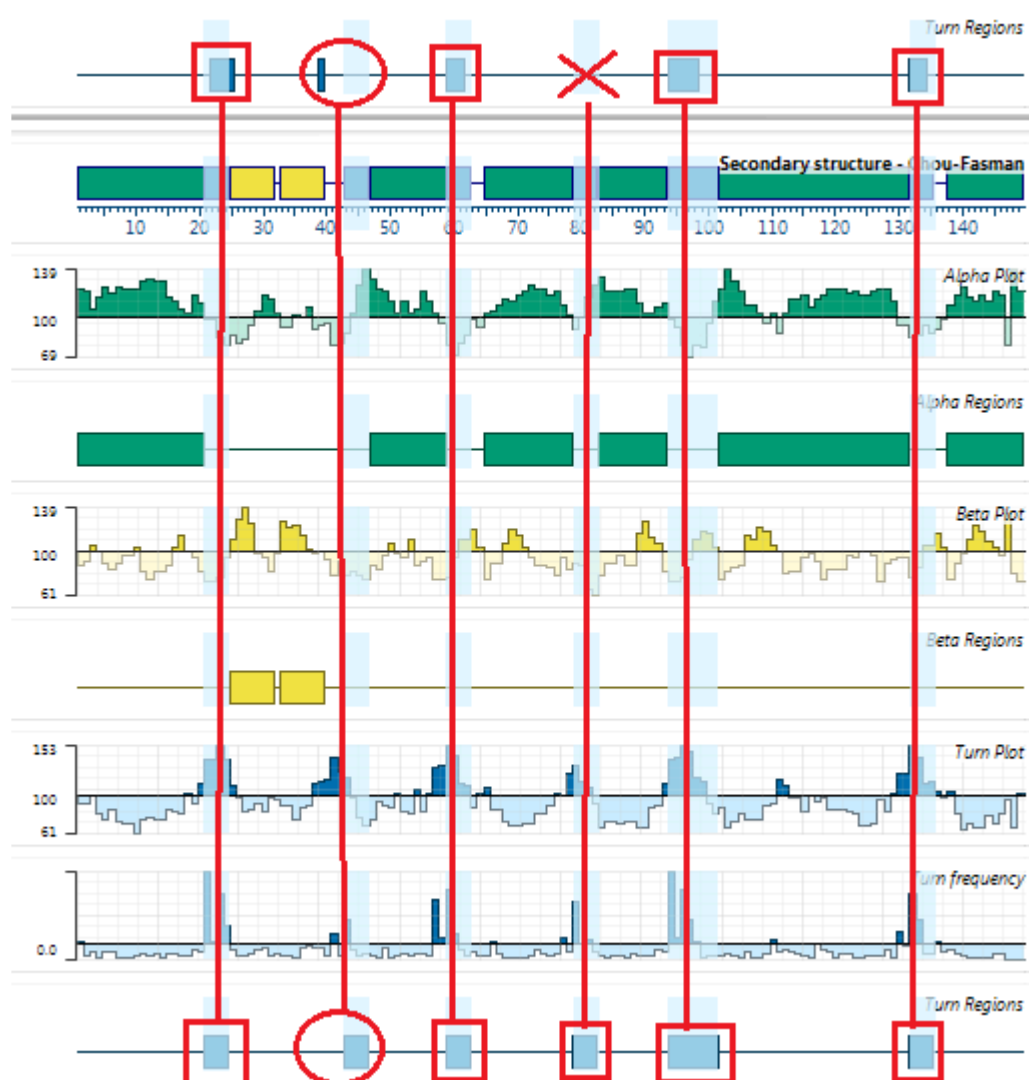 Turn Regions
Secondary structure - Chou-Fasman
10 20 30 40 50 60 70 80 90 100 110 120 130 140
139
Alpha Plot
100
69
Alpha Regions
139
Beta Plot
100
61
Beta Regions
153
Turn Plot
100
61
Turn frequency
0.0
Turn Regions